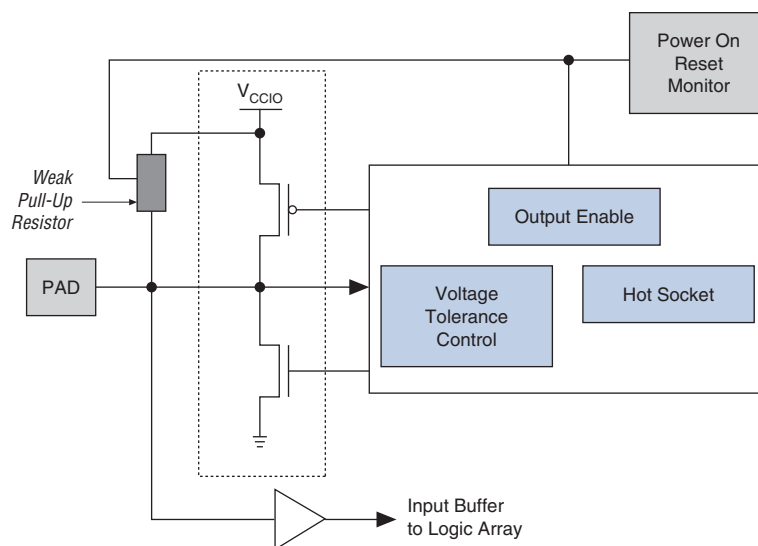 Power On
Reset
Monitor
VCCIO
Weak
Pull-Up
Resistor
Output Enable
PAD
Voltage
Tolerance
Control
Hot Socket
Input Buffer
to Logic Array